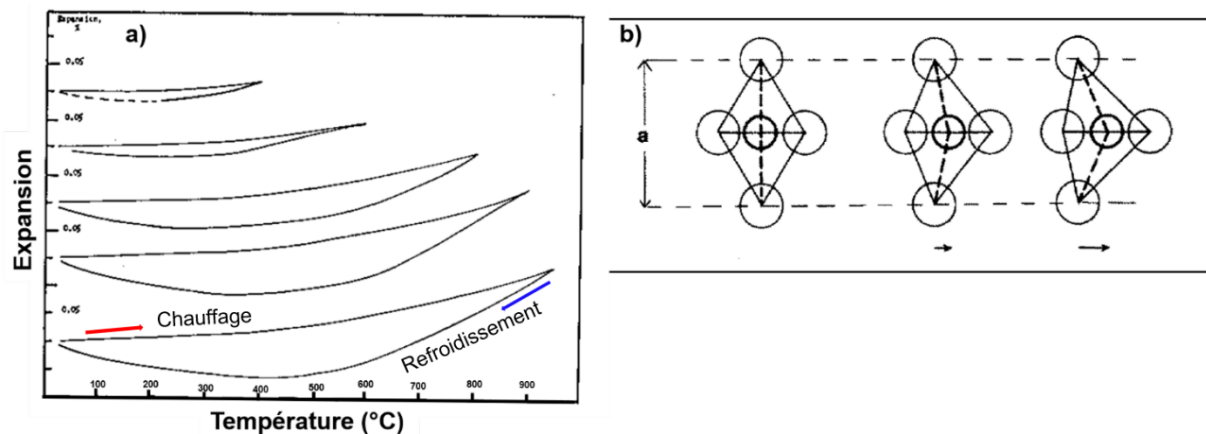 Expansion,
%
a)
0.05
0.05
0.05
0.05
0.05
Expansion
Chauffage
Refroidissement
100 200 300 400 500 600 700 800 900
Température (°C)
b)
a